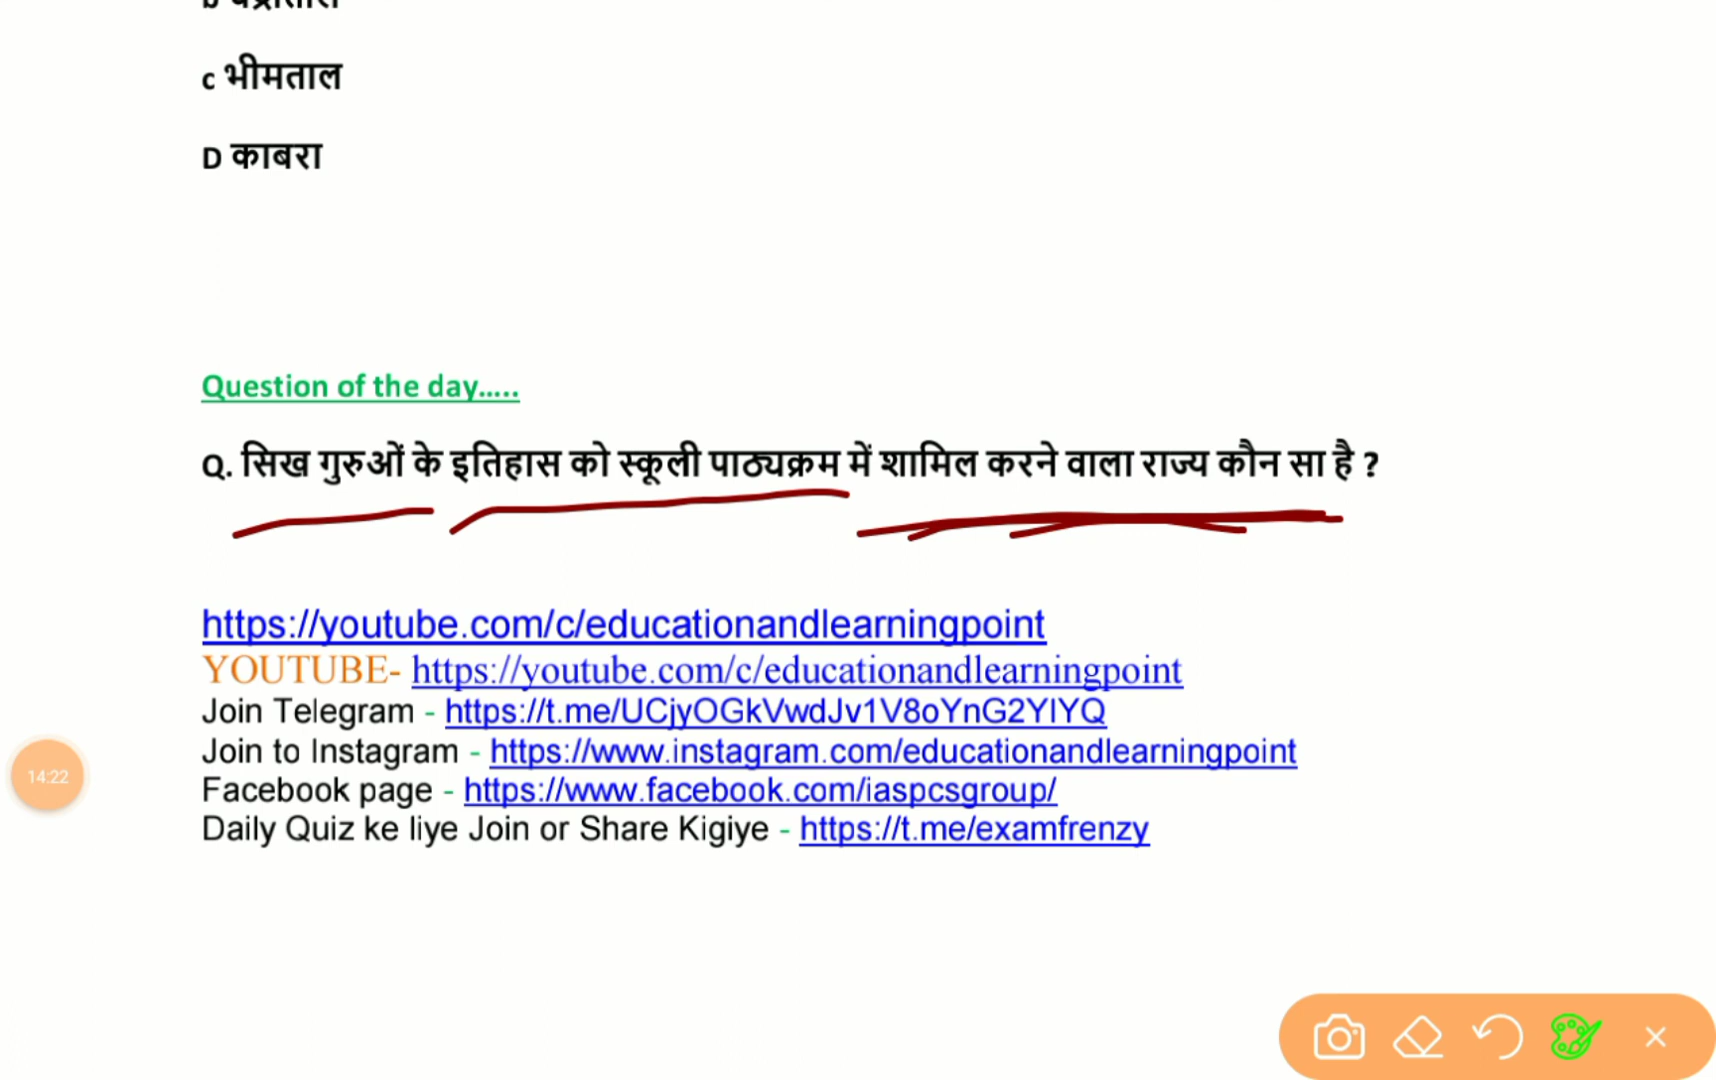 c भीमताल
D काबरा
Question of the day.....
Q. सिख गुरुओं के इतिहास को स्कूली पाठ्यक्रम में शामिल करने वाला राज्य कौन सा है ?
https://youtube.com/c/educationandlearningpoint
YOUTUBE- https://youtube.com/c/educationandlearningpoint
Join Telegram - https://t.me/UCjyOGkVwdJv1V8oYnG2YlYQ
Join to Instagram - https://www.instagram.com/educationandlearningpoint
Facebook page - https://www.facebook.com/iaspcsgroup/
Daily Quiz ke liye Join or Share Kigiye - https://t.me/examfrenzy
14:22